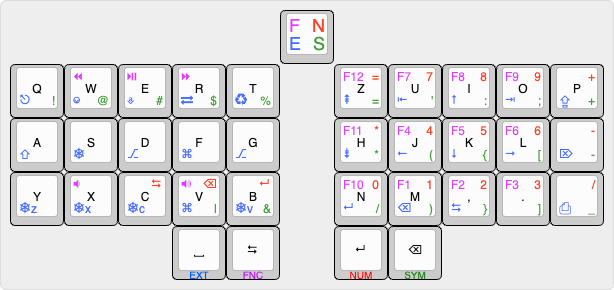 F N
E S
F12 = F7 7 F8 8 F9 9 +
Q W E R T Z U I O P
! @ # $ % = ' : ; +
F11 * F4 4 F5 5 F6 6 -
A S D F G H J K L
* ( { [ -
F10 0 F1 1 F2 2 F3 3 /
Y X C V B N M , .
z x c | v & / ) } ] _
EXT FNC NUM SYM